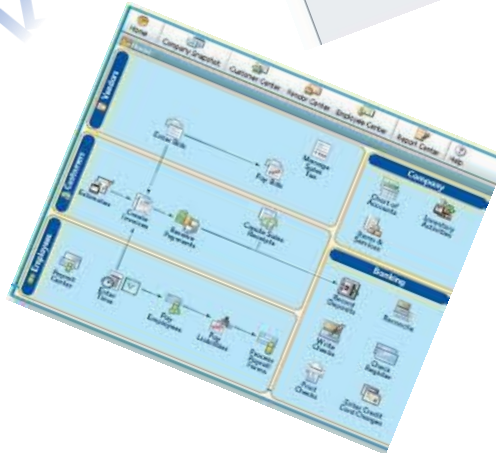 Home
Company Snapshot
Customer Center
Vendor Center
Employee Center
Report Center
Help
Home
Vendors
Enter Bills
Pay Bills
Manage
Sales
Tax
Customers
Estimates
Create
Invoices
Receive
Payments
Create Sales
Receipts
Employees
Payroll
Center
Enter
Time
Pay
Employees
Pay
Liabilities
Process
Payroll
Forms
Company
Chart of
Accounts
Inventory
Activities
Items &
Services
Banking
Record
Deposits
Reconcile
Write
Checks
Check
Register
Print
Checks
Enter Credit
Card Charges